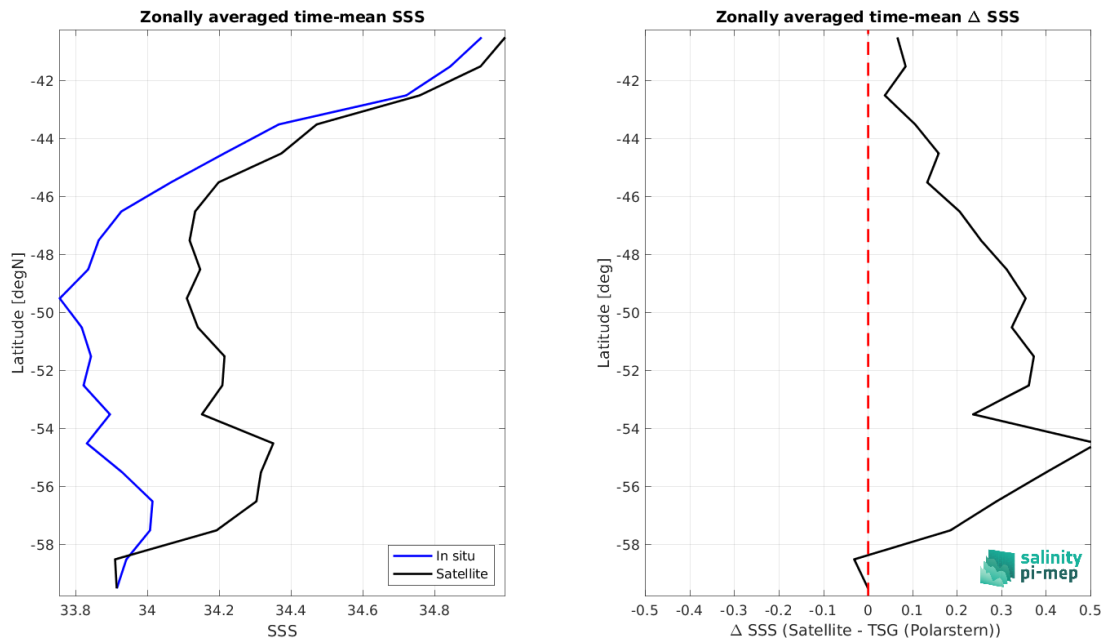 Zonally averaged time-mean SSS
Latitude [degN]
-42
-44
-46
-48
-50
-52
-54
-56
-58
33.8 34 34.2 34.4 34.6 34.8
SSS
In situ
Satellite
Zonally averaged time-mean Δ SSS
Latitude [deg]
-42
-44
-46
-48
-50
-52
-54
-56
-58
-0.5 -0.4 -0.3 -0.2 -0.1 0 0.1 0.2 0.3 0.4 0.5
Δ SSS (Satellite - TSG (Polarstern))
salinity
pi-mep